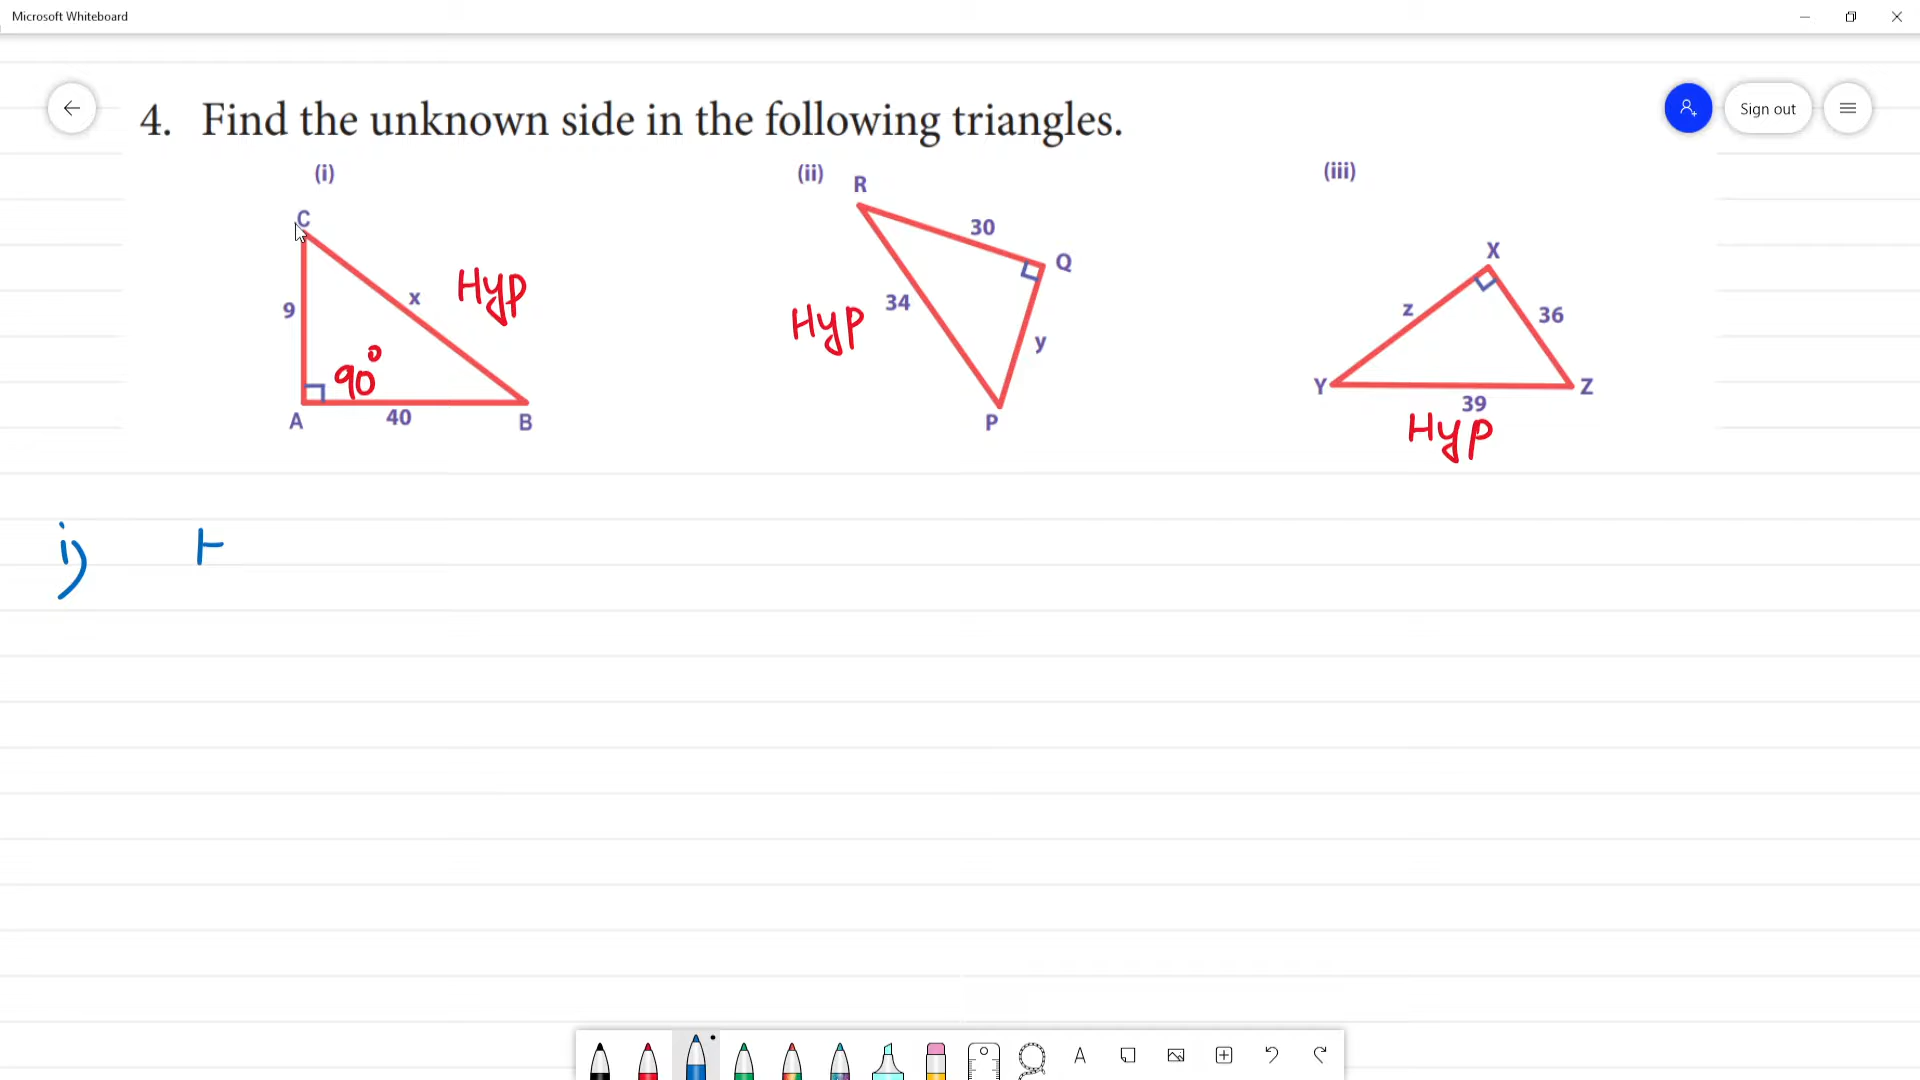 Microsoft Whiteboard
Sign out
4. Find the unknown side in the following triangles.
(i)
C
9
x
Hyp
90°
A
40
B
(ii)
R
30
Q
34
Hyp
y
P
(iii)
X
z
36
Y
Z
39
Hyp
i)
A